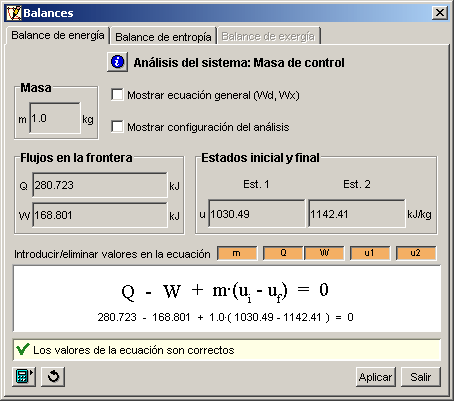 Balances
Balance de energía Balance de entropía Balance de exergía
Análisis del sistema: Masa de control
Masa
m 1.0 kg
Mostrar ecuación general (Wd, Wx)
Mostrar configuración del análisis
Flujos en la frontera
Q 280.723 kJ
W 168.801 kJ
Estados inicial y final
Est. 1 Est. 2
u 1030.49 1142.41 kJ/kg
Introducir/eliminar valores en la ecuación m Q W u1 u2
Q - W + m·(ui - uf) = 0
280.723 - 168.801 + 1.0·( 1030.49 - 1142.41 ) = 0
Los valores de la ecuación son correctos
Aplicar Salir